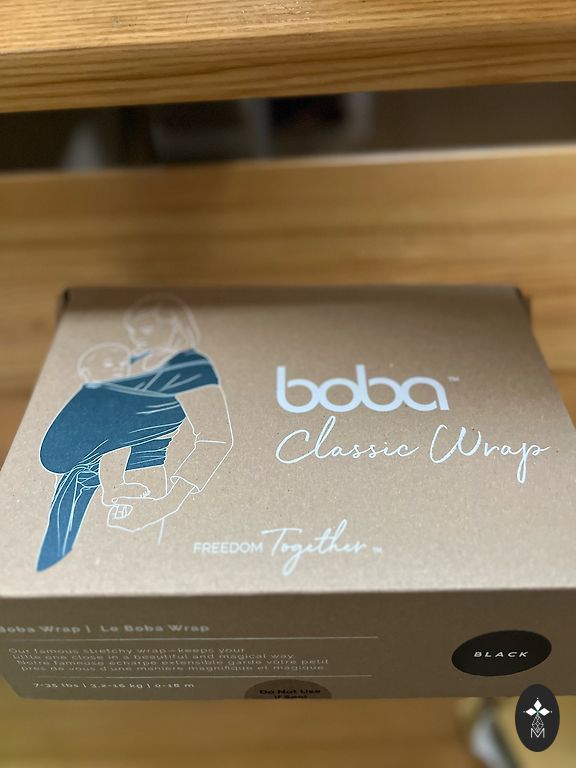 boba™
Classic Wrap
FREEDOM Together™
Boba Wrap | Le Boba Wrap
Our famous stretchy wrap—keeps your
little one close in a beautiful and magical way.
Notre fameuse écharpe extensible garde votre petit
près de vous d'une manière magnifique et magique.
7-35 lbs | 3,2-16 kg | 0-18 m
BLACK
Do Not Use
M